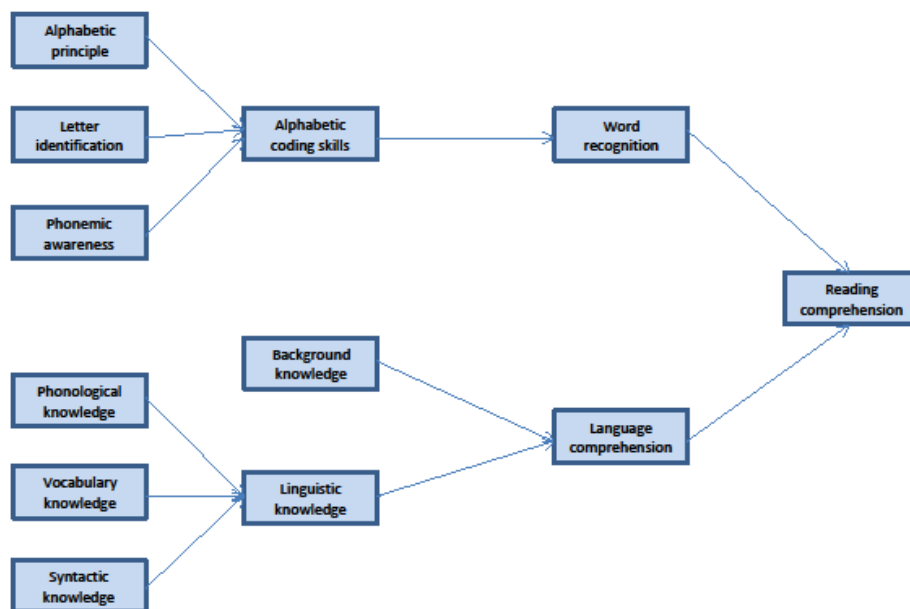 Alphabetic
principle
Letter
identification
Phonemic
awareness
Alphabetic
coding skills
Word
recognition
Reading
comprehension
Background
knowledge
Phonological
knowledge
Vocabulary
knowledge
Syntactic
knowledge
Linguistic
knowledge
Language
comprehension